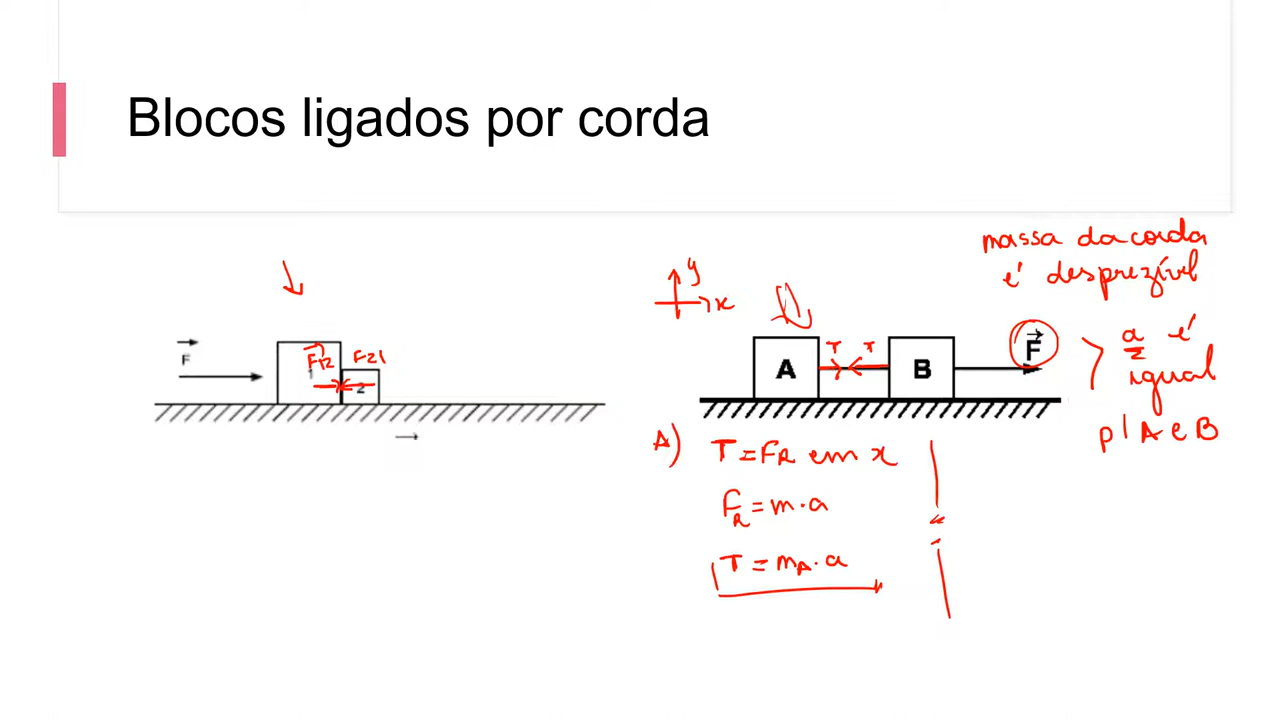 Blocos ligados por corda
massa da corda
é desprezível
y
x
F
F12 F21
1
2
T T
A
B
F
a é
igual
p/ A e B
A) T = FR em x
FR = m · a
T = mA · a